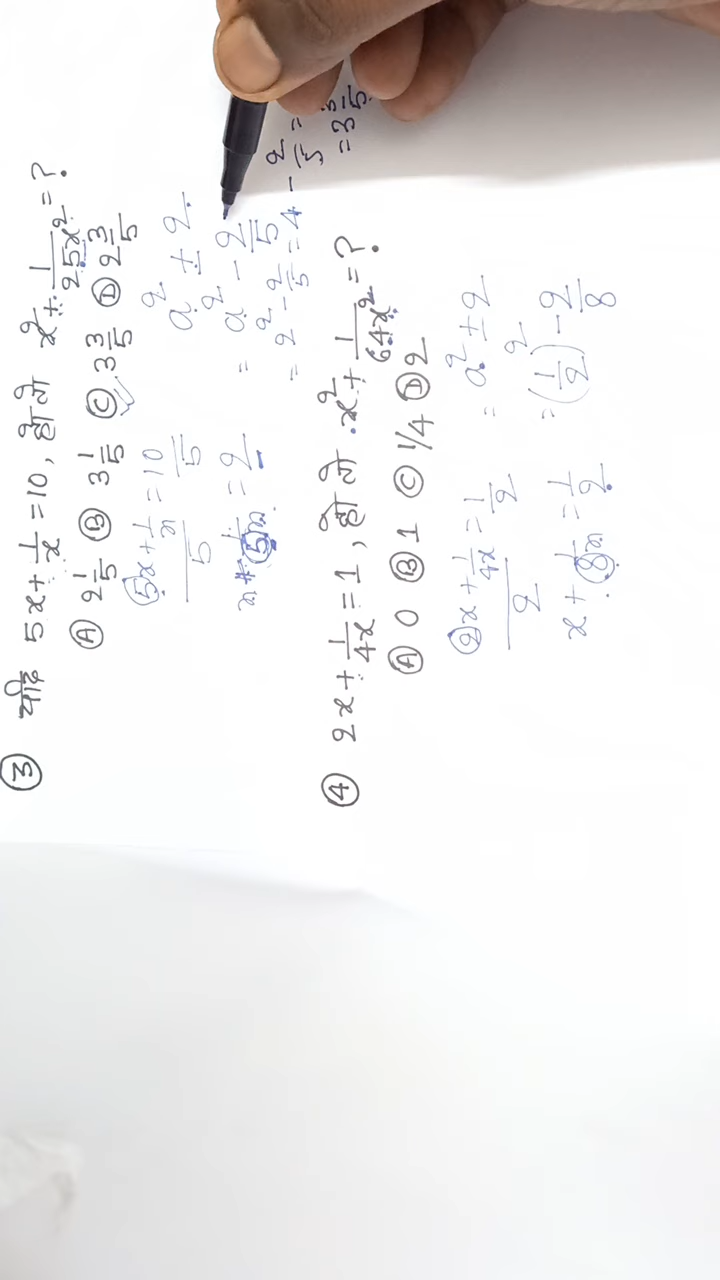 ③ यदि 5x + 1/x = 10, हो तो x² + 1/25x² = ?
Ⓐ 2 1/5 Ⓑ 3 1/5 Ⓒ 3 3/5 Ⓓ 2 3/5
5x + 1/x = 10
5 5
x + 1/5x = 2
a² ± 2
= a² - 2/5
= 2² - 2/5 = 4 - 2/5 =
= 3
④ 2x + 1/4x = 1, हो तो x² + 1/64x² = ?
Ⓐ 0 Ⓑ 1 Ⓒ 1/4 Ⓓ 2
2x + 1/4x = 1/2
2
x + 1/8x = 1/2
= a² ± 2
= (1/2)² - 2/8